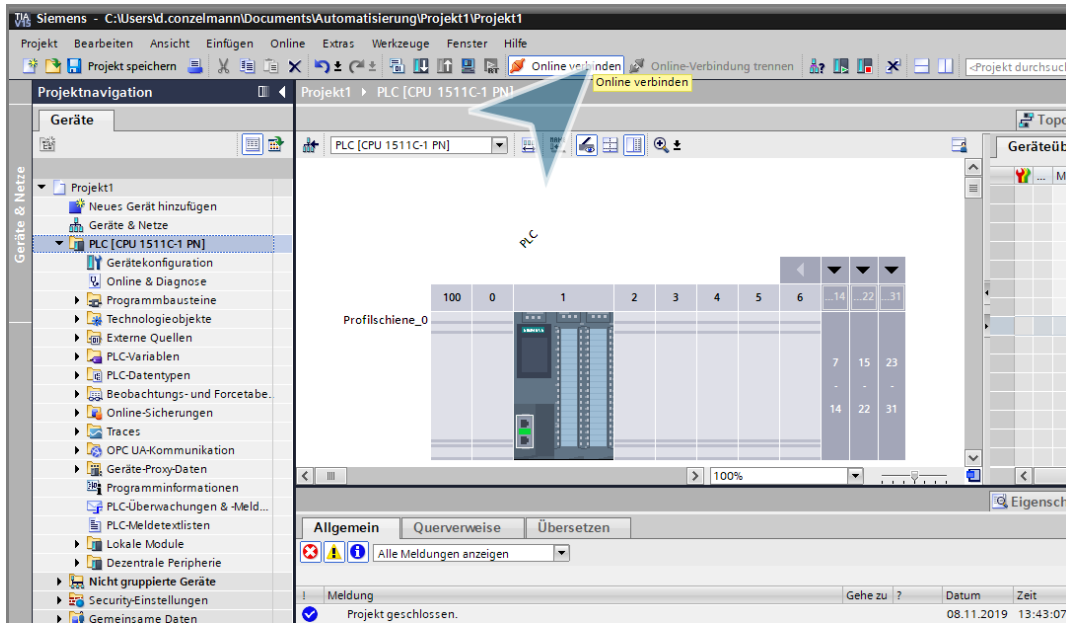 Siemens - C:\Users\d.conzelmann\Documents\Automatisierung\Projekt1\Projekt1
Projekt Bearbeiten Ansicht Einfügen Online Extras Werkzeuge Fenster Hilfe
Projekt speichern Online verbinden Online-Verbindung trennen <Projekt durchsuc
Online verbinden
Projektnavigation
Projekt1 PLC [CPU 1511C-1 PN]
Geräte
Topo
PLC [CPU 1511C-1 PN]
Geräteüb
... M
Geräte & Netze
Projekt1
Neues Gerät hinzufügen
Geräte & Netze
PLC [CPU 1511C-1 PN]
Gerätekonfiguration
Online & Diagnose
Programmbausteine
Technologieobjekte
Externe Quellen
PLC-Variablen
PLC-Datentypen
Beobachtungs- und Forcetabe..
Online-Sicherungen
Traces
OPC UA-Kommunikation
Geräte-Proxy-Daten
Programminformationen
PLC-Überwachungen & -Meld...
PLC-Meldetextlisten
Lokale Module
Dezentrale Peripherie
Nicht gruppierte Geräte
Security-Einstellungen
Gemeinsame Daten
PLC
100 0 1 2 3 4 5 6 ...14 ...22 ...31
Profilschiene_0
SIEMENS
7 15 23
- - -
14 22 31
100%
Eigensch
Allgemein Querverweise Übersetzen
Alle Meldungen anzeigen
! Meldung Gehe zu ? Datum Zeit
Projekt geschlossen. 08.11.2019 13:43:07